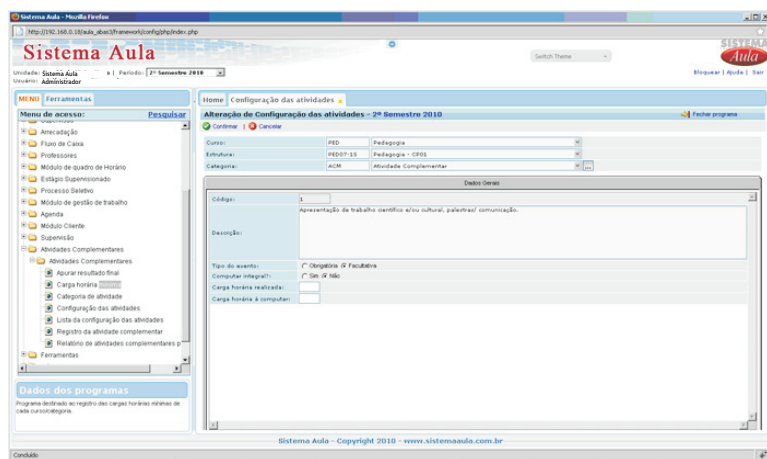 Sistema Aula - Mozilla Firefox
http://192.168.0.18/aula_abas3/framework/config/php/index.php
Sistema Aula
Switch Theme
SISTEMA Aula
Unidade: Sistema Aula | Período: 2º Semestre 2010
Usuário: Administrador
Bloquear | Ajuda | Sair
MENU Ferramentas
Home Configuração das atividades
Menu de acesso: Pesquisar
Alteração de Configuração das atividades - 2º Semestre 2010
Fechar programa
Confirmar | Cancelar
Supervisão
Arrecadação
Fluxo de Caixa
Professores
Módulo de quadro de Horário
Estágio Supervisionado
Processo Seletivo
Módulo de gestão de trabalho
Agenda
Módulo Cliente
Supervisão
Atividades Complementares
Atividades Complementares
Apurar resultado final
Carga horária
Categoria de atividade
Configuração das atividades
Lista da configuração das atividades
Registro da atividade complementar
Relatório de atividades complementares p
Ferramentas
Curso: PED Pedagogia
Estrutura: PED07-10 Pedagogia - CP01
Categoria: ACM Atividade Complementar ...
Dados Gerais
Código: 1
Descrição: Apresentação de trabalho científico e/ou cultural, palestras/ comunicação.
Tipo do evento: Obrigatória Facultativa
Computar integral?: Sim Não
Carga horária realizada:
Carga horária à computar:
Dados dos programas
Programa destinado ao registro das cargas horárias mínimas de
cada curso/categoria.
Sistema Aula - Copyright 2010 - www.sistemaaula.com.br
Concluído